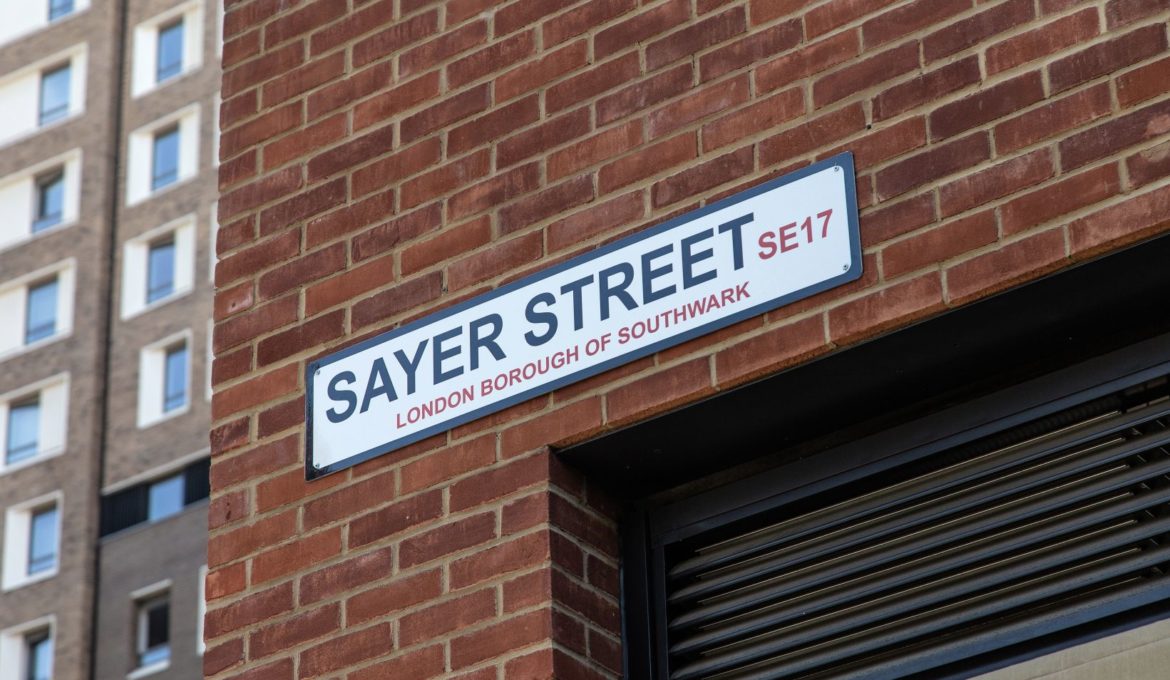 SAYER STREET SE17
LONDON BOROUGH OF SOUTHWARK